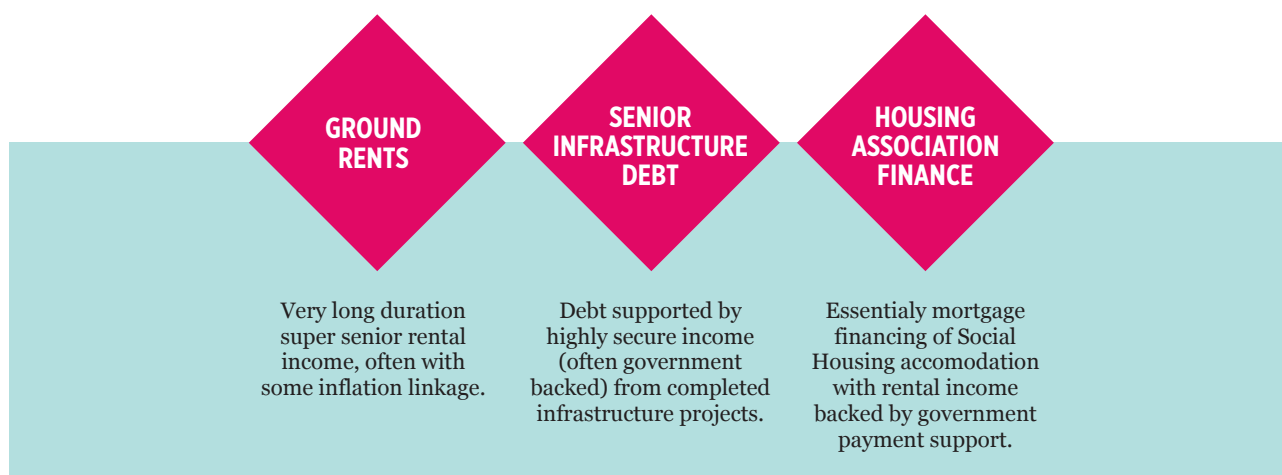 GROUND
RENTS
SENIOR
INFRASTRUCTURE
DEBT
HOUSING
ASSOCIATION
FINANCE
Very long duration
super senior rental
income, often with
some inflation linkage.
Debt supported by
highly secure income
(often government
backed) from completed
infrastructure projects.
Essentialy mortgage
financing of Social
Housing accomodation
with rental income
backed by government
payment support.